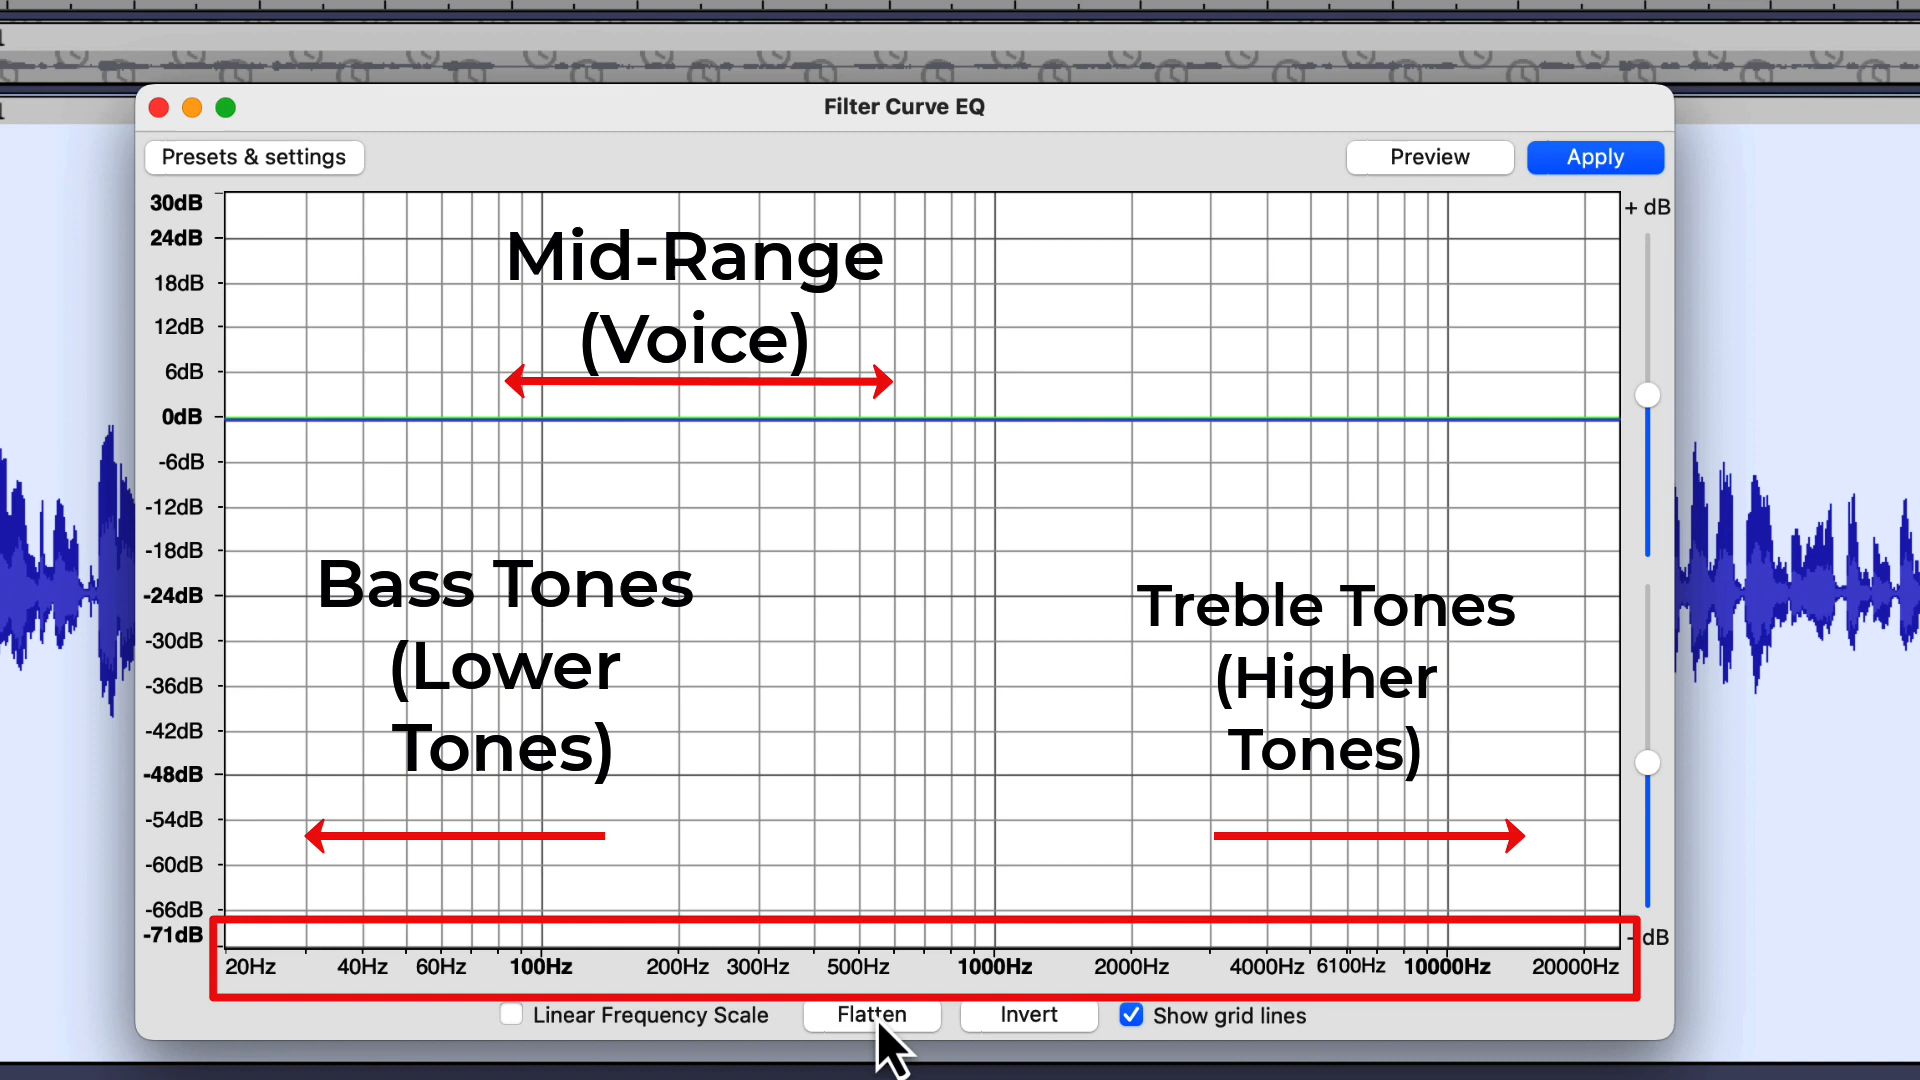 Filter Curve EQ
Presets & settings
Preview
Apply
30dB
24dB
18dB
12dB
6dB
0dB
-6dB
-12dB
-18dB
-24dB
-30dB
-36dB
-42dB
-48dB
-54dB
-60dB
-66dB
-71dB
+ dB
- dB
Mid-Range
(Voice)
Bass Tones
(Lower
Tones)
Treble Tones
(Higher
Tones)
20Hz 40Hz 60Hz 100Hz 200Hz 300Hz 500Hz 1000Hz 2000Hz 4000Hz 6100Hz 10000Hz 20000Hz
Linear Frequency Scale
Flatten
Invert
Show grid lines